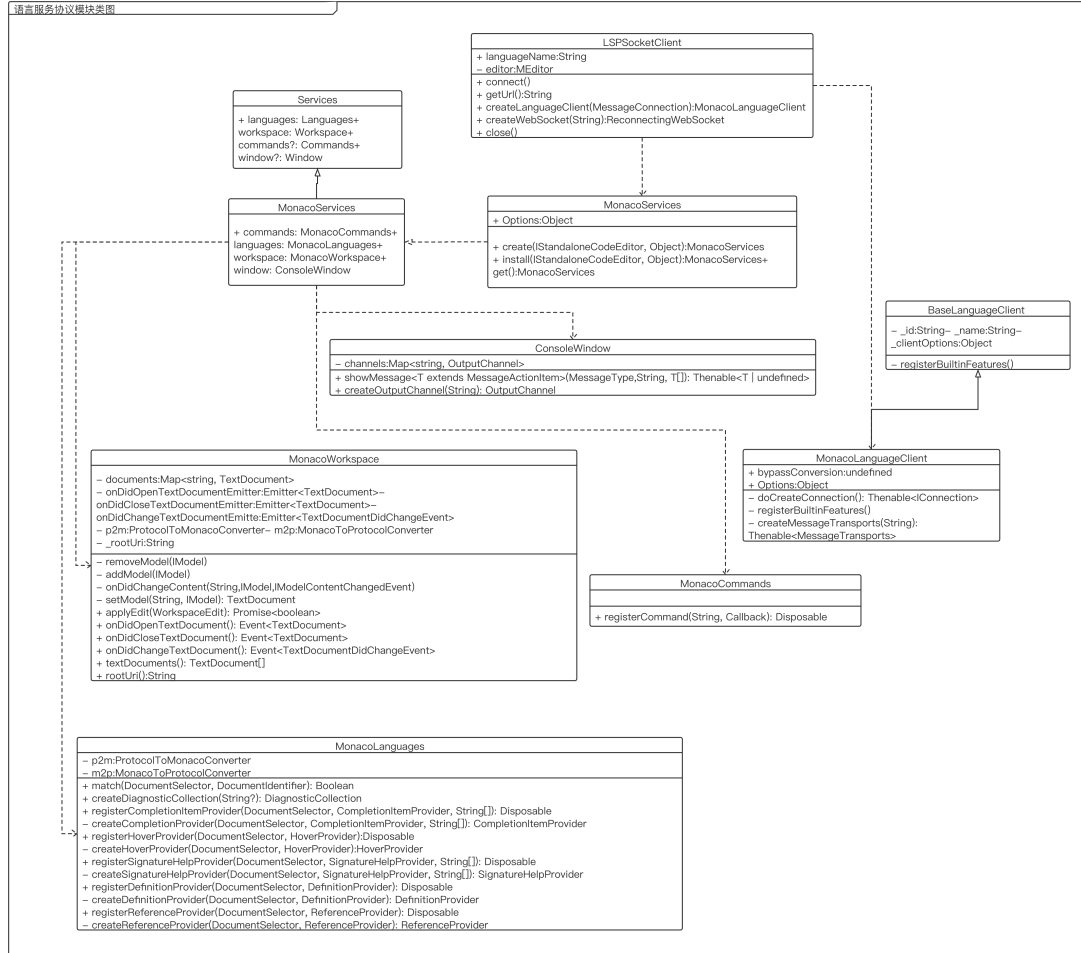 语言服务协议模块类图
LSPSocketClient
+ languageName:String
– editor:MEditor
+ connect()
+ getUrl():String
+ createLanguageClient(MessageConnection):MonacoLanguageClient
+ createWebSocket(String):ReconnectingWebSocket
+ close()
Services
+ languages: Languages+
workspace: Workspace+
commands?: Commands+
window?: Window
MonacoServices
+ commands: MonacoCommands+
languages: MonacoLanguages+
workspace: MonacoWorkspace+
window: ConsoleWindow
MonacoServices
+ Options:Object
+ create(IStandaloneCodeEditor, Object):MonacoServices
+ install(IStandaloneCodeEditor, Object):MonacoServices+
get():MonacoServices
BaseLanguageClient
– _id:String– _name:String–
_clientOptions:Object
– registerBuiltinFeatures()
ConsoleWindow
– channels:Map<string, OutputChannel>
+ showMessage<T extends MessageActionItem>(MessageType,String, T[]): Thenable<T | undefined>
+ createOutputChannel(String): OutputChannel
MonacoWorkspace
– documents:Map<string, TextDocument>
– onDidOpenTextDocumentEmitter:Emitter<TextDocument>–
onDidCloseTextDocumentEmitter:Emitter<TextDocument>–
onDidChangeTextDocumentEmitte:Emitter<TextDocumentDidChangeEvent>
– p2m:ProtocolToMonacoConverter– m2p:MonacoToProtocolConverter
– _rootUri:String
– removeModel(IModel)
– addModel(IModel)
– onDidChangeContent(String,IModel,IModelContentChangedEvent)
– setModel(String, IModel): TextDocument
+ applyEdit(WorkspaceEdit): Promise<boolean>
+ onDidOpenTextDocument(): Event<TextDocument>
+ onDidCloseTextDocument(): Event<TextDocument>
+ onDidChangeTextDocument(): Event<TextDocumentDidChangeEvent>
+ textDocuments(): TextDocument[]
+ rootUri():String
MonacoLanguageClient
+ bypassConversion:undefined
+ Options:Object
– doCreateConnection(): Thenable<IConnection>
– registerBuiltinFeatures()
– createMessageTransports(String):
Thenable<MessageTransports>
MonacoCommands
+ registerCommand(String, Callback): Disposable
MonacoLanguages
– p2m:ProtocolToMonacoConverter
– m2p:MonacoToProtocolConverter
+ match(DocumentSelector, DocumentIdentifier): Boolean
+ createDiagnosticCollection(String?): DiagnosticCollection
+ registerCompletionItemProvider(DocumentSelector, CompletionItemProvider, String[]): Disposable
– createCompletionProvider(DocumentSelector, CompletionItemProvider, String[]): CompletionItemProvider
+ registerHoverProvider(DocumentSelector, HoverProvider):Disposable
– createHoverProvider(DocumentSelector, HoverProvider):HoverProvider
+ registerSignatureHelpProvider(DocumentSelector, SignatureHelpProvider, String[]): Disposable
– createSignatureHelpProvider(DocumentSelector, SignatureHelpProvider, String[]): SignatureHelpProvider
+ registerDefinitionProvider(DocumentSelector, DefinitionProvider): Disposable
– createDefinitionProvider(DocumentSelector, DefinitionProvider): DefinitionProvider
+ registerReferenceProvider(DocumentSelector, ReferenceProvider): Disposable
– createReferenceProvider(DocumentSelector, ReferenceProvider): ReferenceProvider